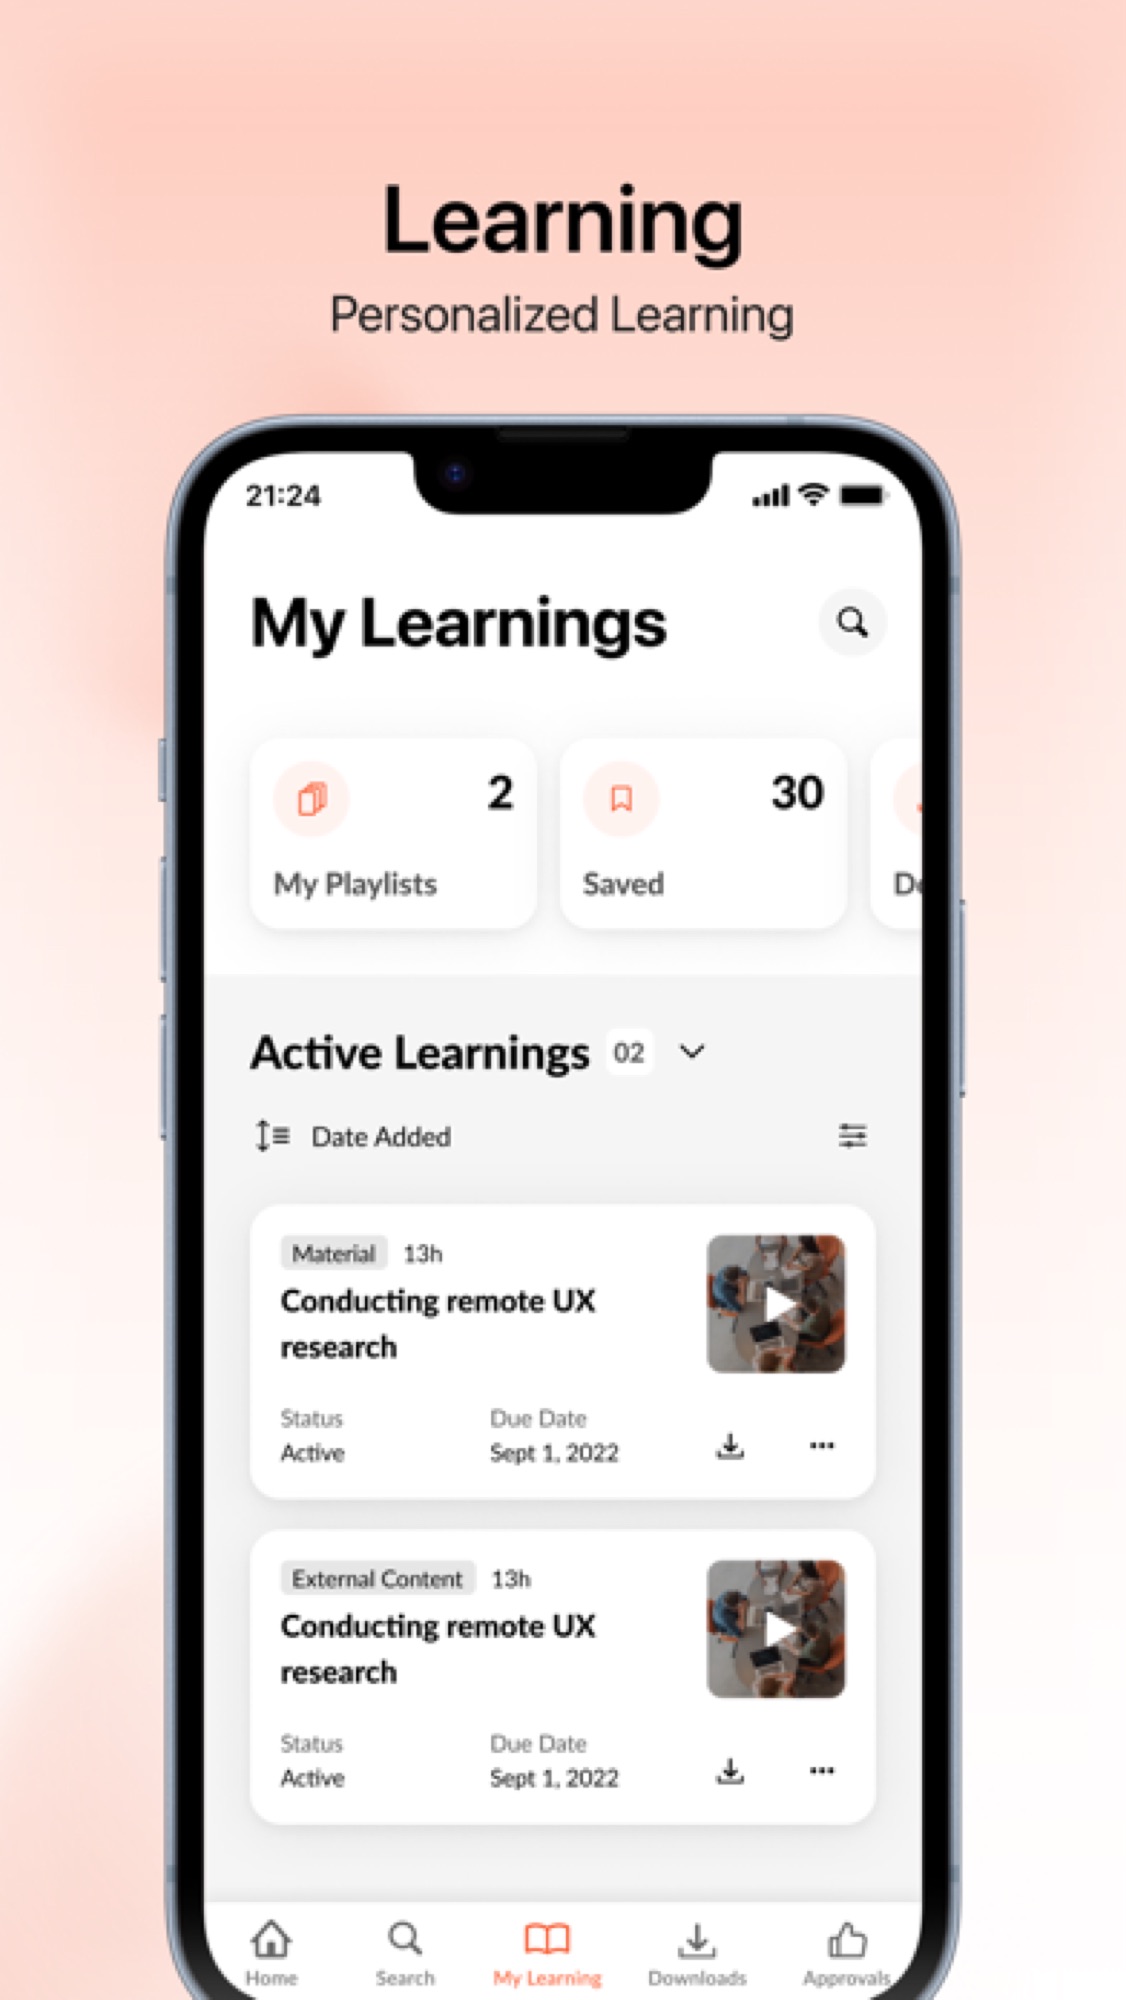 Learning
Personalized Learning
21:24
My Learnings
2
30
My Playlists
Saved
Active Learnings 02
Date Added
Material 13h
Conducting remote UX
research
Status
Due Date
Active
Sept 1, 2022
External Content 13h
Conducting remote UX
research
Status
Due Date
Active
Sept 1, 2022
Home
Search
My Learning
Downloads
Approvals